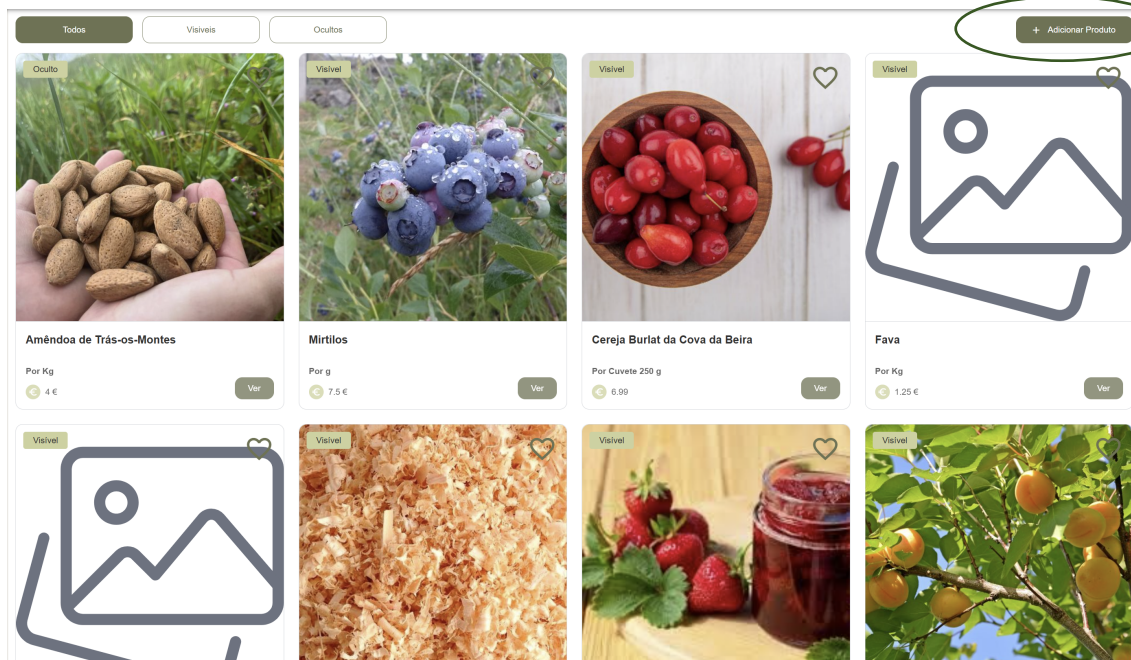 Todos
Visiveis
Ocultos
+ Adicionar Produto
Oculto
Visível
Visível
Visível
Amêndoa de Trás-os-Montes
Mirtilos
Cereja Burlat da Cova da Beira
Fava
Por Kg
Por g
Por Cuvete 250 g
Por Kg
€ 4 €
Ver
€ 7.5 €
Ver
€ 6.99
Ver
€ 1.25 €
Ver
Visível
Visível
Visível
Visível